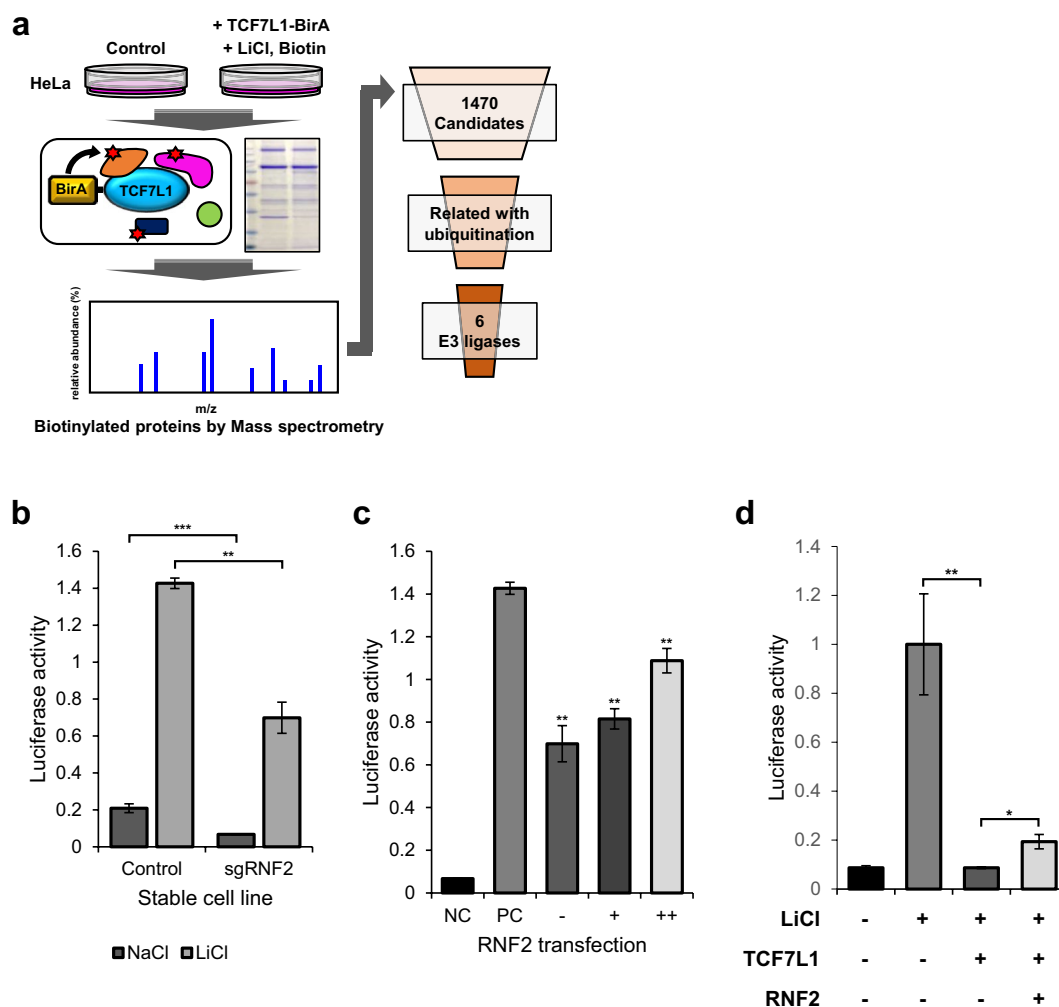 a
Control
+ TCF7L1-BirA
+ LiCl, Biotin
HeLa
BirA
TCF7L1
relative abundance (%)
m/z
Biotinylated proteins by Mass spectrometry
1470
Candidates
Related with
ubiquitination
6
E3 ligases
b
***
**
1.6
1.4
1.2
1
0.8
0.6
0.4
0.2
0
Luciferase activity
Control
sgRNF2
Stable cell line
NaCl
LiCl
c
1.6
1.4
1.2
1
0.8
0.6
0.4
0.2
0
Luciferase activity
**
**
**
NC
PC
-
+
++
RNF2 transfection
d
1.4
1.2
1
0.8
0.6
0.4
0.2
0
Luciferase activity
**
*
LiCl - + + +
TCF7L1 - - + +
RNF2 - - - +